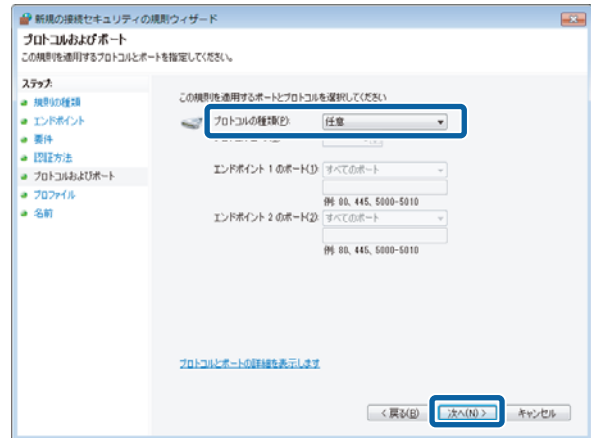 新規の接続セキュリティの規則ウィザード
プロトコルおよびポート
この規則を適用するプロトコルとポートを指定してください。
ステップ:
規則の種類
エンドポイント
要件
認証方法
プロトコルおよびポート
プロファイル
名前
この規則を適用するポートとプロトコルを選択してください
プロトコルの種類(P): 任意
エンドポイント 1 のポート(1): すべてのポート
例: 80、445、5000-5010
エンドポイント 2 のポート(2): すべてのポート
例: 80、445、5000-5010
プロトコルとポートの詳細を表示します
< 戻る(B) 次へ(N) > キャンセル